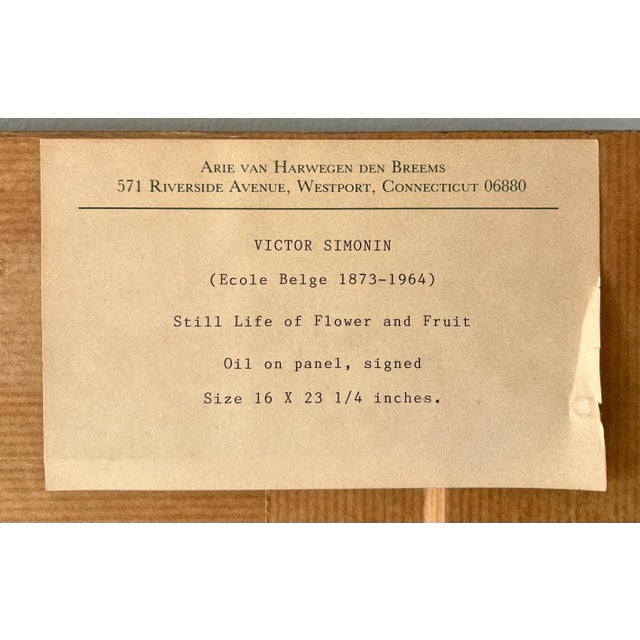 ARIE VAN HARWEGEN DEN BREEMS
571 RIVERSIDE AVENUE, WESTPORT, CONNECTICUT 06880
VICTOR SIMONIN
(Ecole Belge 1873-1964)
Still Life of Flower and Fruit
Oil on panel, signed
Size 16 X 23 1/4 inches.